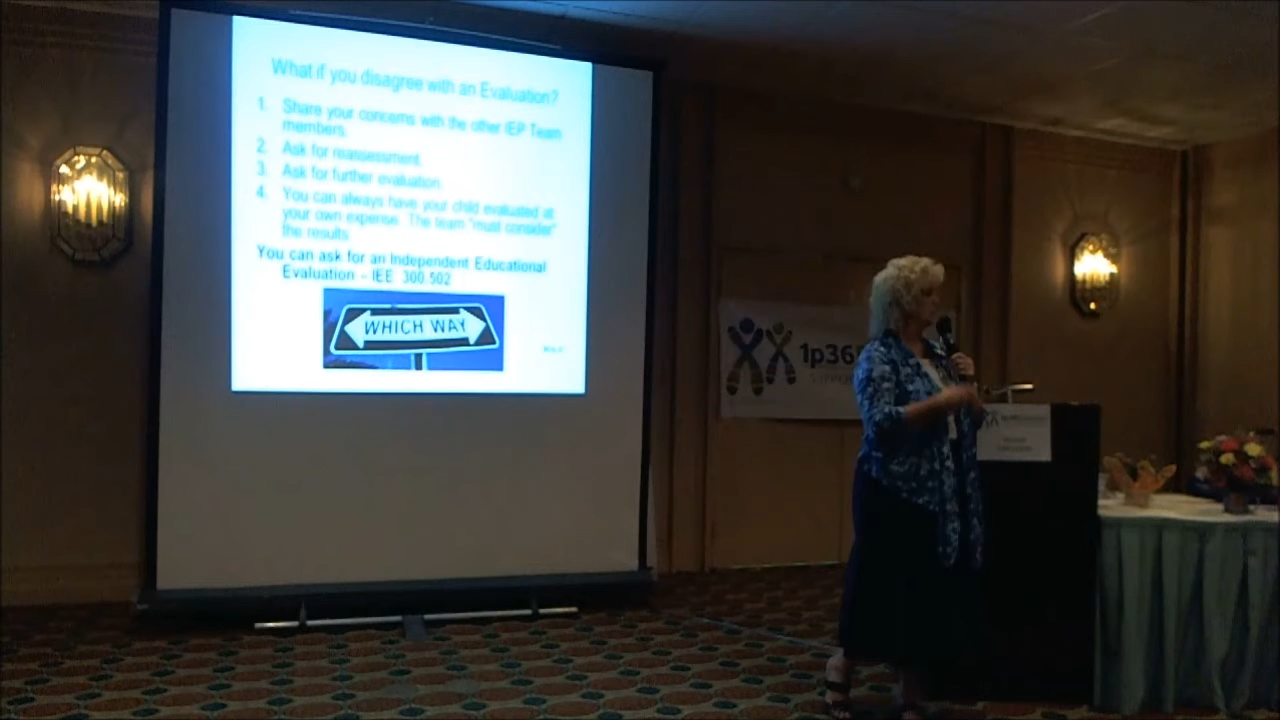 What if you disagree with an Evaluation?
1. Share your concerns with the other IEP Team
members.
2. Ask for reassessment.
3. Ask for further evaluation.
4. You can always have your child evaluated at
your own expense. The team "must consider"
the results.
You can ask for an Independent Educational
Evaluation - IEE 300.502
WHICH WAY
1p36